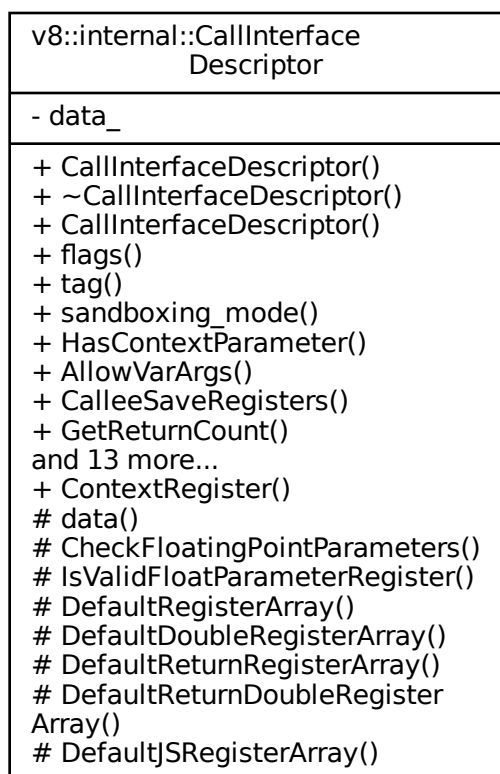 v8::internal::CallInterface
Descriptor
- data_
+ CallInterfaceDescriptor()
+ ~CallInterfaceDescriptor()
+ CallInterfaceDescriptor()
+ flags()
+ tag()
+ sandboxing_mode()
+ HasContextParameter()
+ AllowVarArgs()
+ CalleeSaveRegisters()
+ GetReturnCount()
and 13 more...
+ ContextRegister()
# data()
# CheckFloatingPointParameters()
# IsValidFloatParameterRegister()
# DefaultRegisterArray()
# DefaultDoubleRegisterArray()
# DefaultReturnRegisterArray()
# DefaultReturnDoubleRegister
Array()
# DefaultJSRegisterArray()